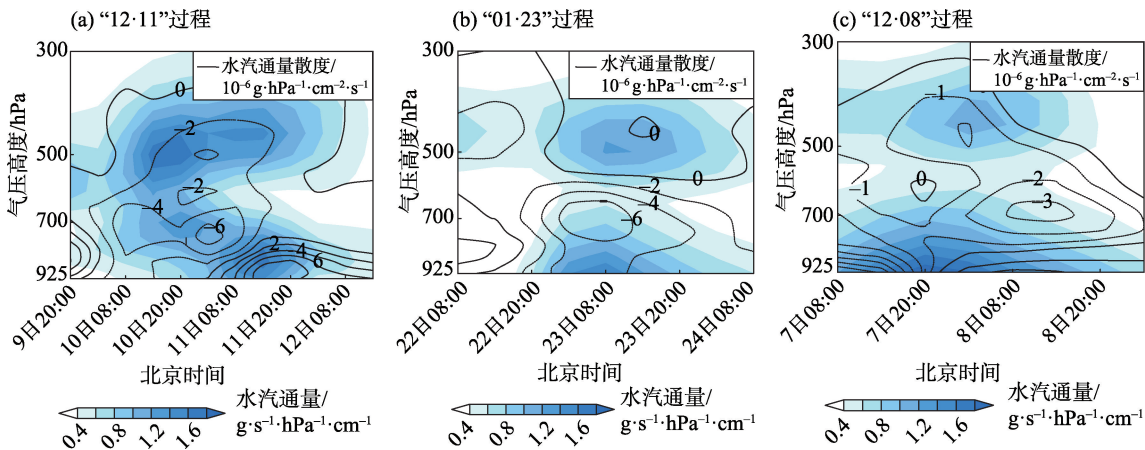 (a) “12·11”过程
水汽通量散度/
10⁻⁶g·hPa⁻¹·cm⁻²·s⁻¹
气压高度/hPa
300
500
700
925
0
−2
−2
−4
−6
2
4
6
9日20:00
10日08:00
10日20:00
11日08:00
11日20:00
12日08:00
北京时间
0.4
0.8
1.2
1.6
水汽通量/
g·s⁻¹·hPa⁻¹·cm⁻¹
(b) “01·23”过程
水汽通量散度/
10⁻⁶g·hPa⁻¹·cm⁻²·s⁻¹
气压高度/hPa
300
500
700
925
0
0
−2
−4
−6
22日08:00
22日20:00
23日08:00
23日20:00
24日08:00
北京时间
0.4
0.8
1.2
1.6
水汽通量/
g·s⁻¹·hPa⁻¹·cm⁻¹
(c) “12·08”过程
水汽通量散度/
10⁻⁶g·hPa⁻¹·cm⁻²·s⁻¹
气压高度/hPa
300
500
700
925
−1
−1
0
−2
−3
7日08:00
7日20:00
8日08:00
8日20:00
北京时间
0.4
0.8
1.2
1.6
水汽通量/
g·s⁻¹·hPa⁻¹·cm⁻¹